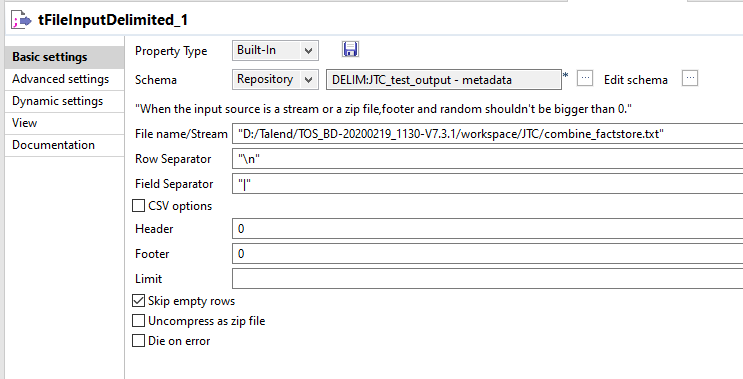 tFileInputDelimited_1
Basic settings
Advanced settings
Dynamic settings
View
Documentation
Property Type Built-In
Schema Repository DELIM:JTC_test_output - metadata * ... Edit schema ...
"When the input source is a stream or a zip file,footer and random shouldn't be bigger than 0."
File name/Stream "D:/Talend/TOS_BD-20200219_1130-V7.3.1/workspace/JTC/combine_factstore.txt"
Row Separator "\n"
Field Separator "|"
CSV options
Header 0
Footer 0
Limit
Skip empty rows
Uncompress as zip file
Die on error